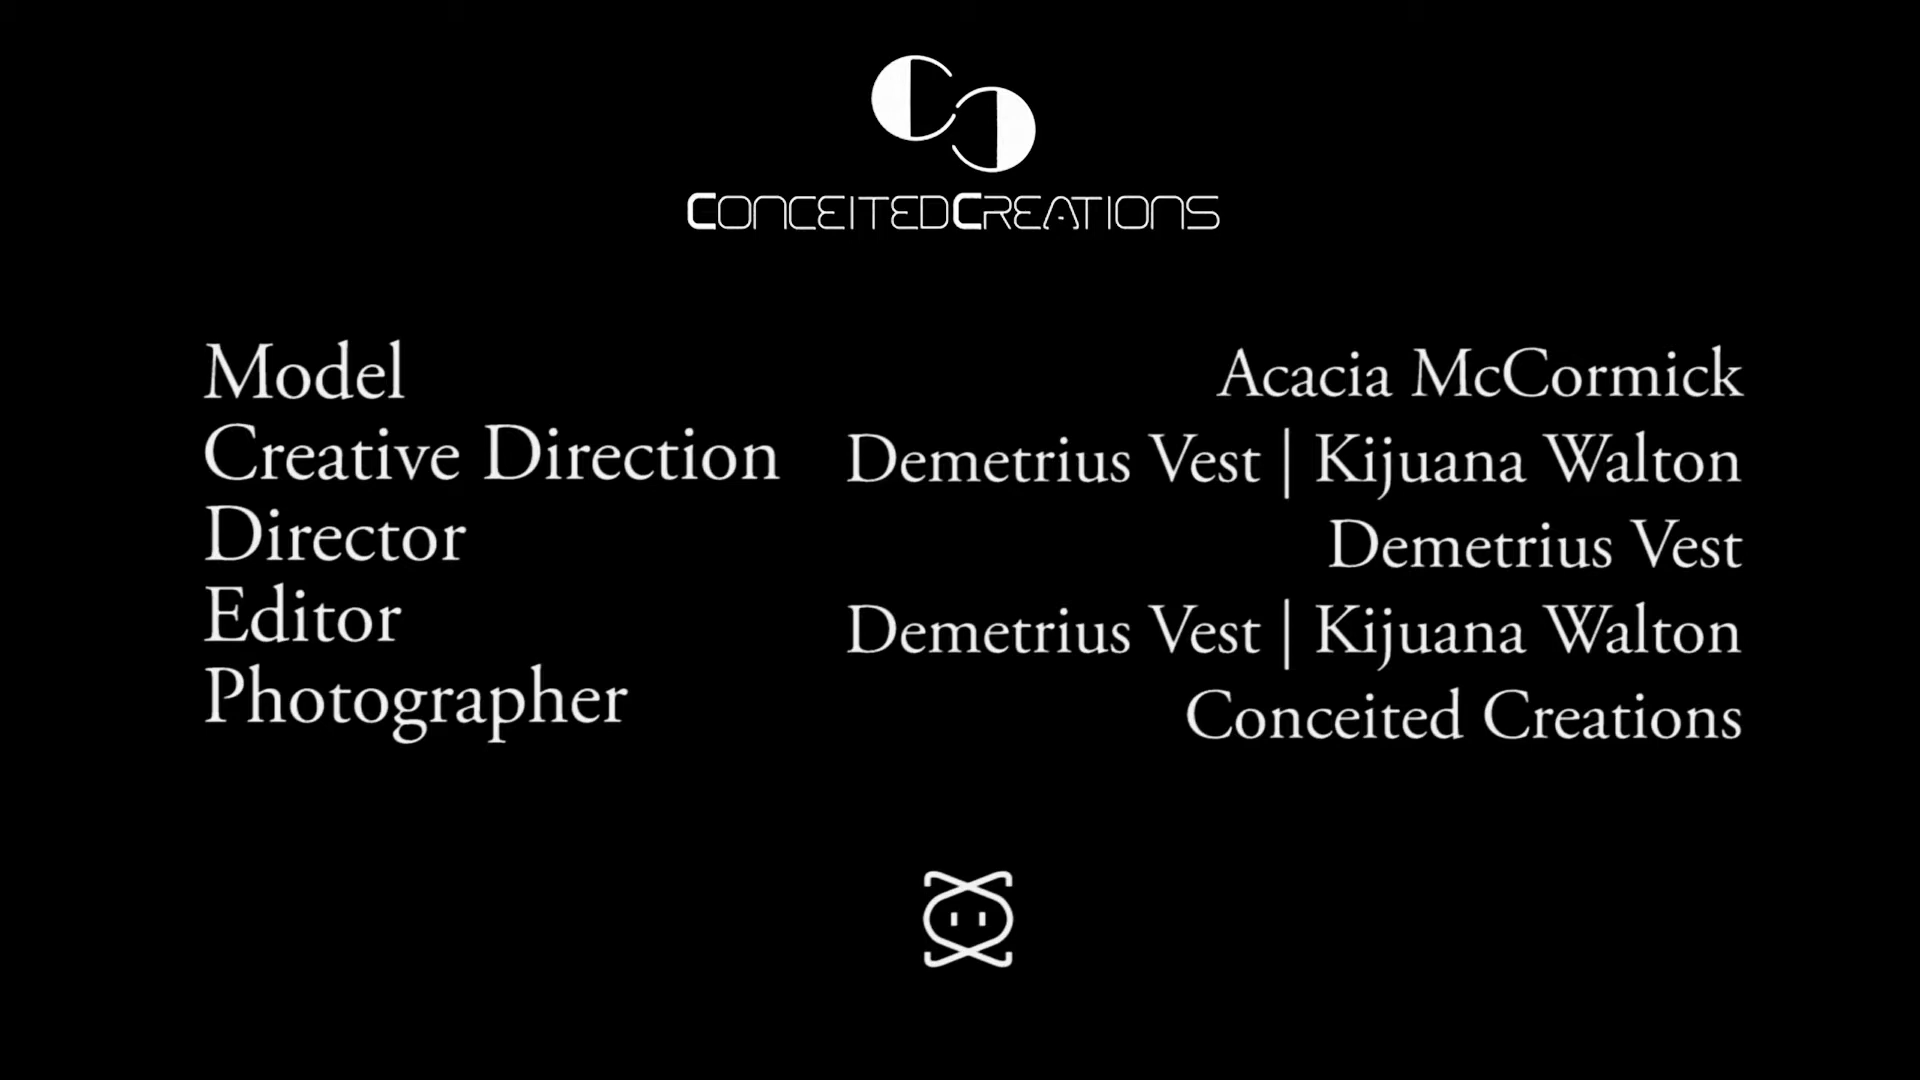 ConceitedCreations
Model Acacia McCormick
Creative Direction Demetrius Vest | Kijuana Walton
Director Demetrius Vest
Editor Demetrius Vest | Kijuana Walton
Photographer Conceited Creations